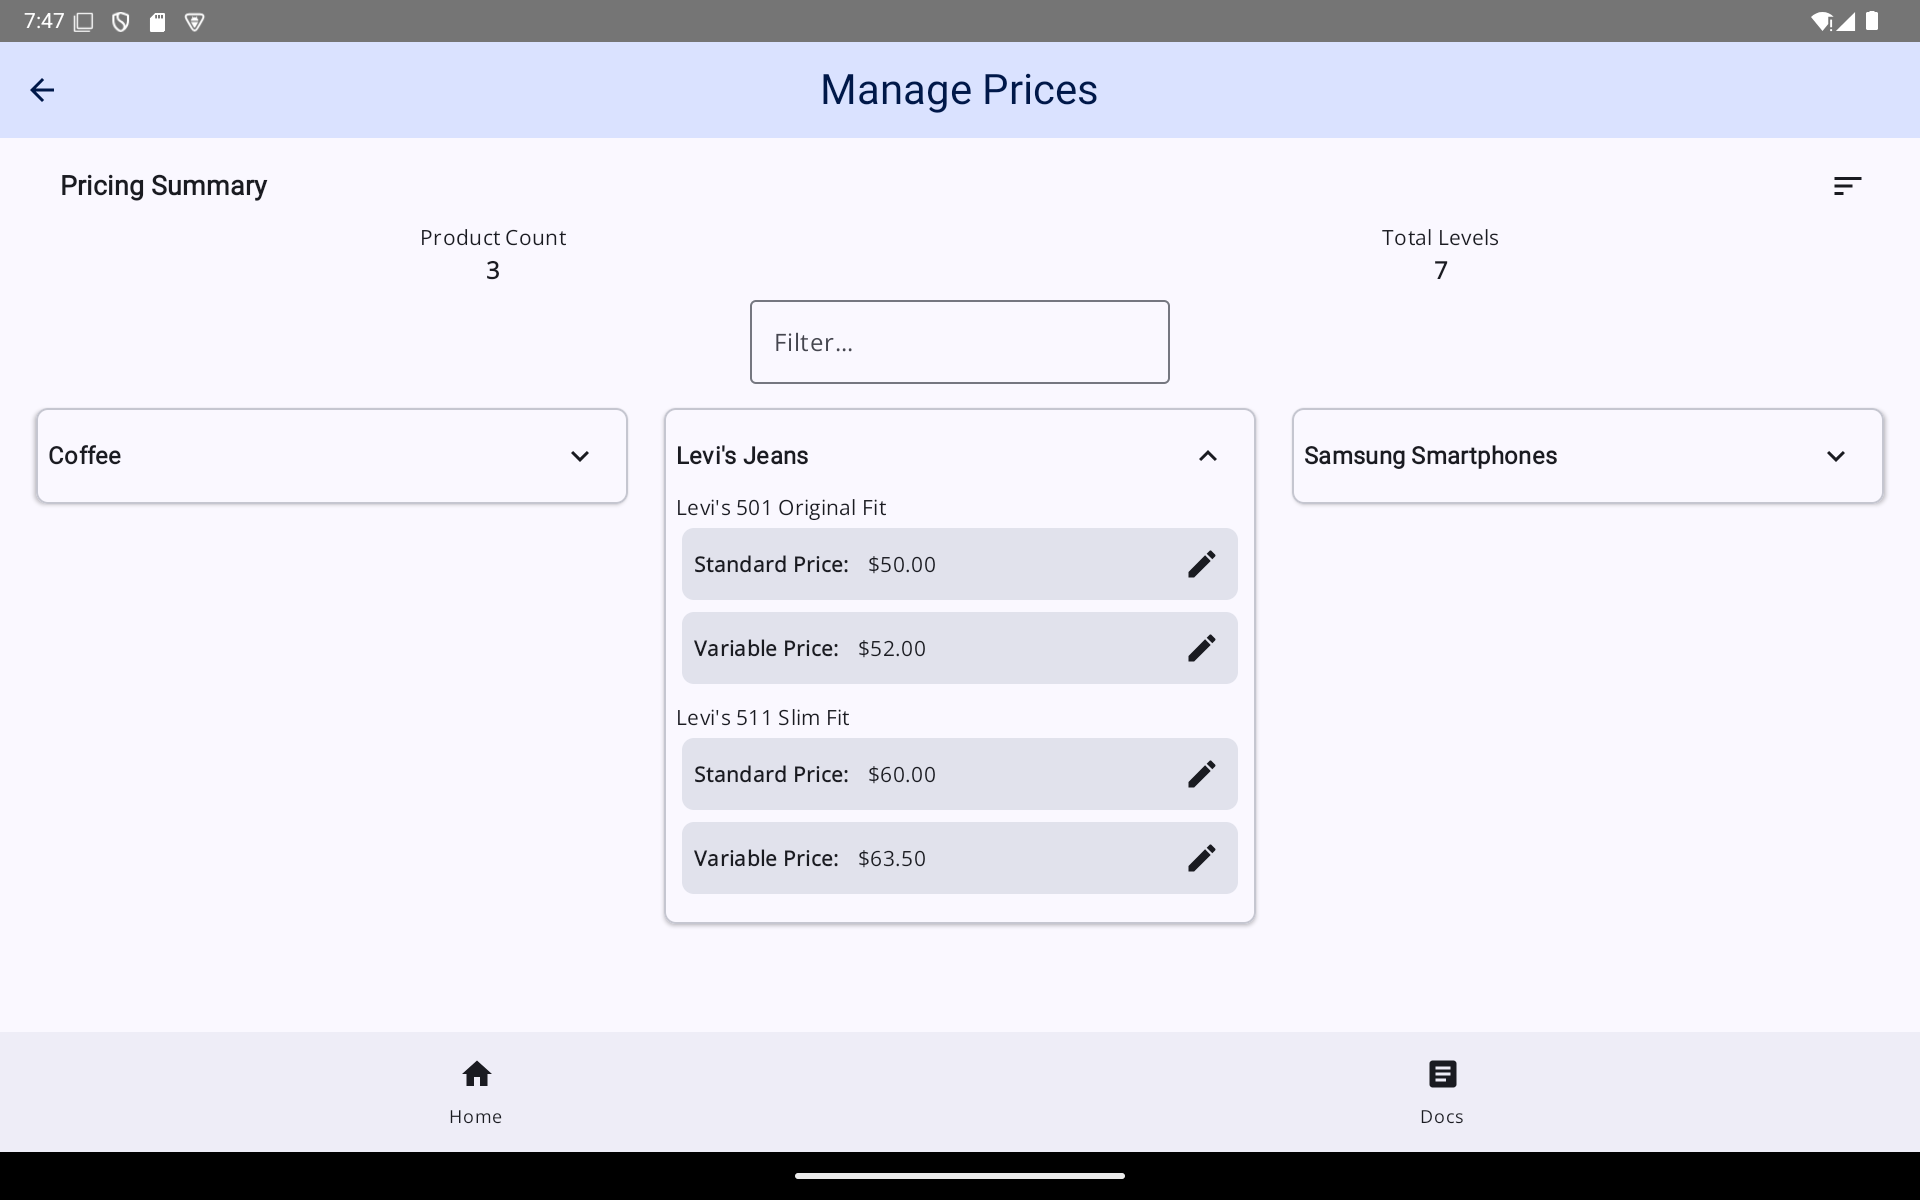 7:47
Manage Prices
Pricing Summary
Product Count
3
Total Levels
7
Filter...
Coffee
Levi's Jeans
Levi's 501 Original Fit
Standard Price: $50.00
Variable Price: $52.00
Levi's 511 Slim Fit
Standard Price: $60.00
Variable Price: $63.50
Samsung Smartphones
Home
Docs